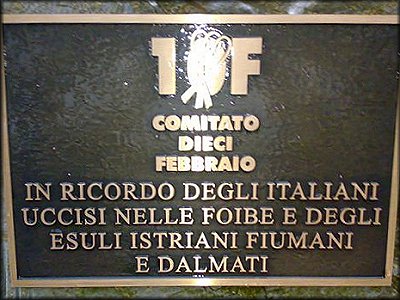 10F
COMITATO
DIECI
FEBBRAIO
IN RICORDO DEGLI ITALIANI
UCCISI NELLE FOIBE E DEGLI
ESULI ISTRIANI FIUMANI
E DALMATI